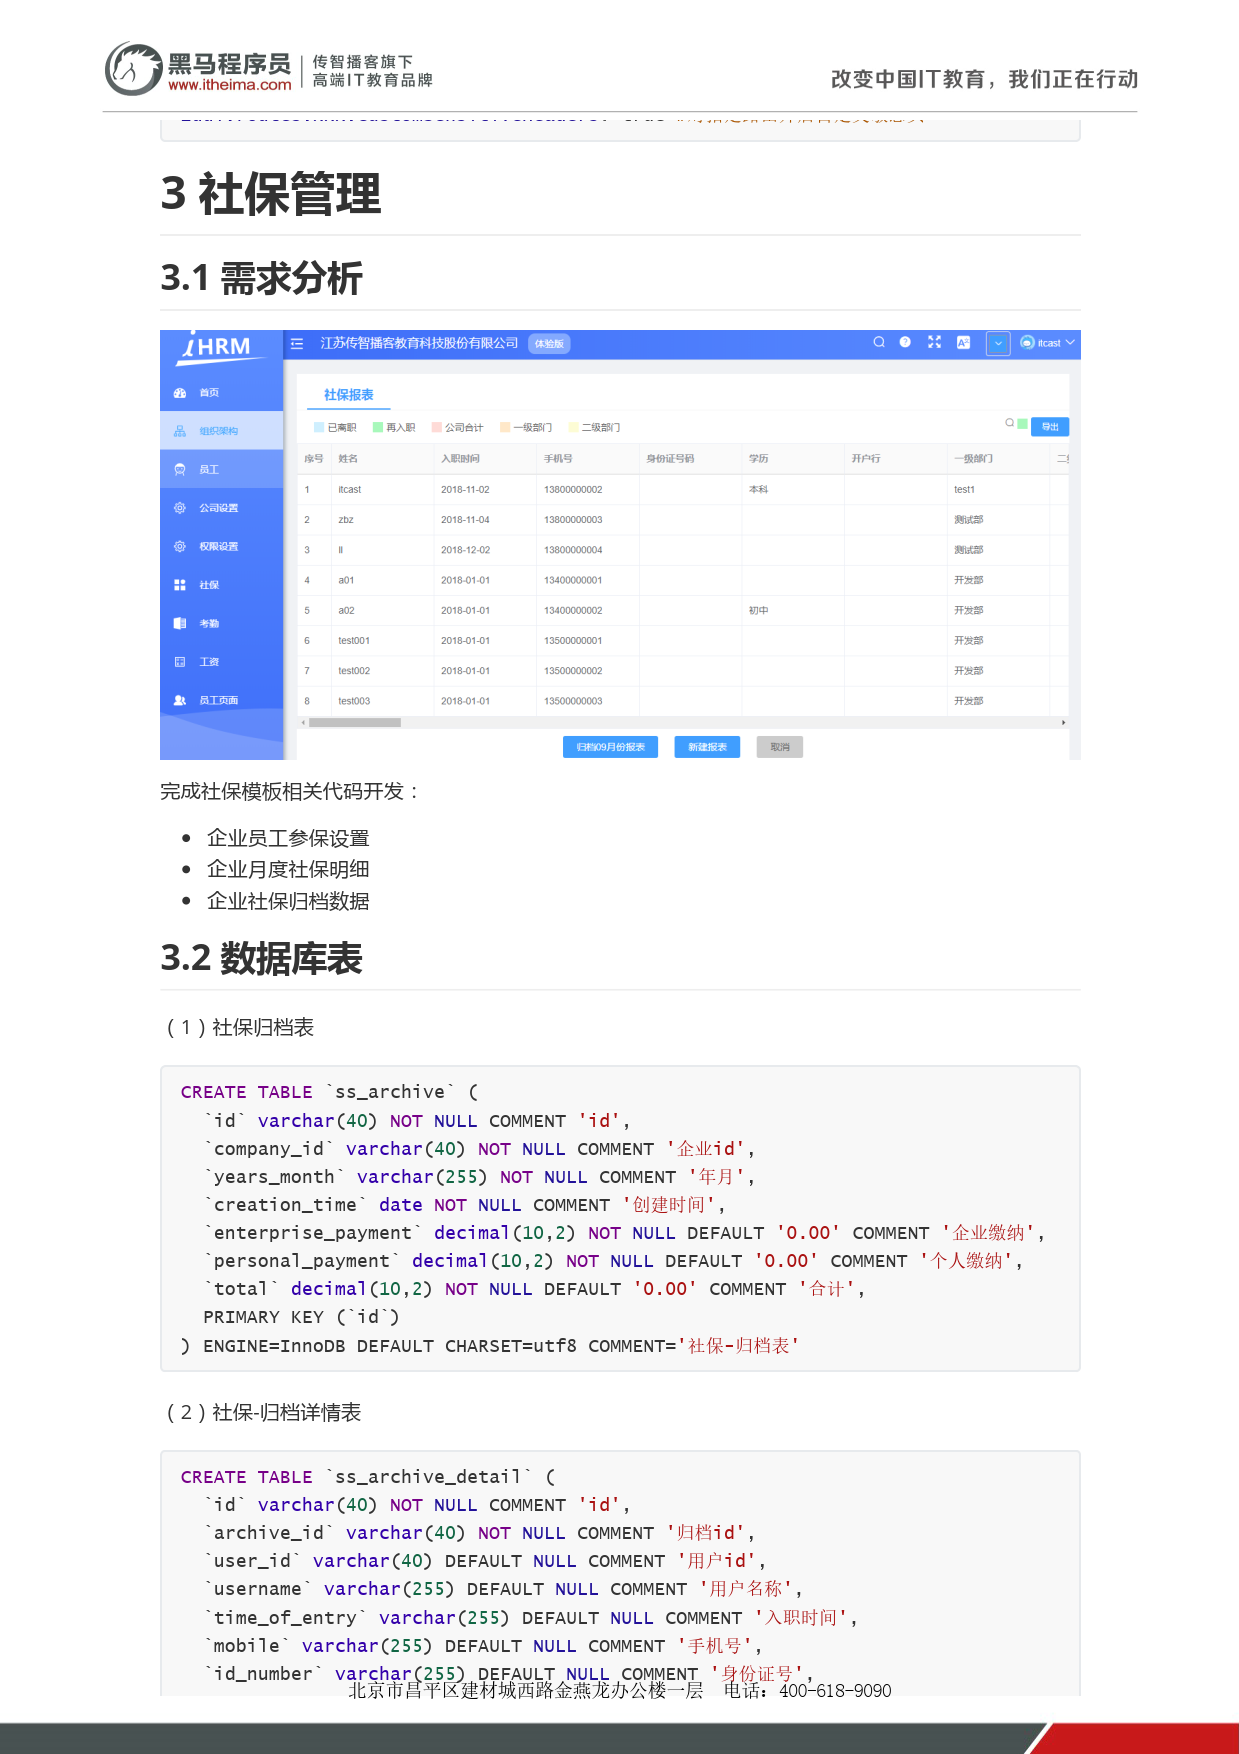 黑马程序员
www.itheima.com
传智播客旗下
高端IT教育品牌
改变中国IT教育，我们正在行动
3 社保管理
3.1 需求分析
iHRM
江苏传智播客教育科技股份有限公司 体验版
itcast
首页
组织架构
员工
公司设置
权限设置
社保
考勤
工资
员工页面
社保报表
已离职 再入职 公司合计 一级部门 二级部门
导出
序号 姓名 入职时间 手机号 身份证号码 学历 开户行 一级部门
1 itcast 2018-11-02 13800000002 本科 test1
2 zbz 2018-11-04 13800000003 测试部
3 ll 2018-12-02 13800000004 测试部
4 a01 2018-01-01 13400000001 开发部
5 a02 2018-01-01 13400000002 初中 开发部
6 test001 2018-01-01 13500000001 开发部
7 test002 2018-01-01 13500000002 开发部
8 test003 2018-01-01 13500000003 开发部
归档09月份报表 新建报表 取消
完成社保模板相关代码开发：
• 企业员工参保设置
• 企业月度社保明细
• 企业社保归档数据
3.2 数据库表
（1）社保归档表
CREATE TABLE `ss_archive` (
`id` varchar(40) NOT NULL COMMENT 'id',
`company_id` varchar(40) NOT NULL COMMENT '企业id',
`years_month` varchar(255) NOT NULL COMMENT '年月',
`creation_time` date NOT NULL COMMENT '创建时间',
`enterprise_payment` decimal(10,2) NOT NULL DEFAULT '0.00' COMMENT '企业缴纳',
`personal_payment` decimal(10,2) NOT NULL DEFAULT '0.00' COMMENT '个人缴纳',
`total` decimal(10,2) NOT NULL DEFAULT '0.00' COMMENT '合计',
PRIMARY KEY (`id`)
) ENGINE=InnoDB DEFAULT CHARSET=utf8 COMMENT='社保-归档表'
（2）社保-归档详情表
CREATE TABLE `ss_archive_detail` (
`id` varchar(40) NOT NULL COMMENT 'id',
`archive_id` varchar(40) NOT NULL COMMENT '归档id',
`user_id` varchar(40) DEFAULT NULL COMMENT '用户id',
`username` varchar(255) DEFAULT NULL COMMENT '用户名称',
`time_of_entry` varchar(255) DEFAULT NULL COMMENT '入职时间',
`mobile` varchar(255) DEFAULT NULL COMMENT '手机号',
`id_number` varchar(255) DEFAULT NULL COMMENT '身份证号',
北京市昌平区建材城西路金燕龙办公楼一层 电话：400-618-9090